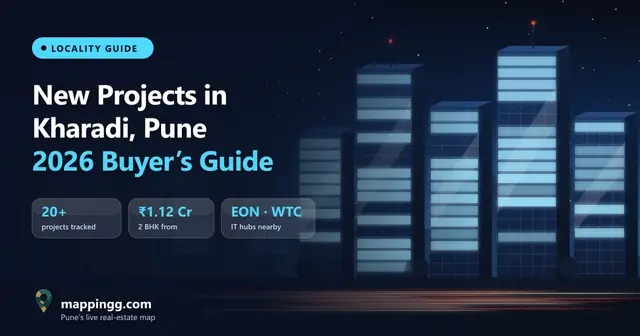 LOCALITY GUIDE
New Projects in
Kharadi, Pune
2026 Buyer's Guide
20+
projects tracked
₹1.12 Cr
2 BHK from
EON · WTC
IT hubs nearby
mappingg.com
Pune's live real-estate map